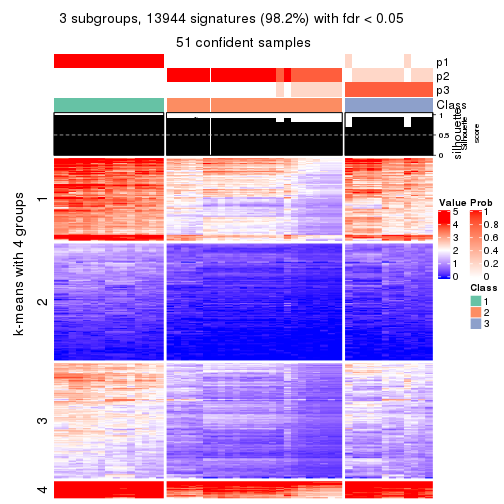 3 subgroups, 13944 signatures (98.2%) with fdr < 0.05
51 confident samples
p1
p2
p3
Class
1
0.5
0
silhouette
Silhouette
score
k-means with 4 groups
1
2
3
4
Value
5
4
3
2
1
0
Prob
1
0.8
0.6
0.4
0.2
0
Class
1
2
3